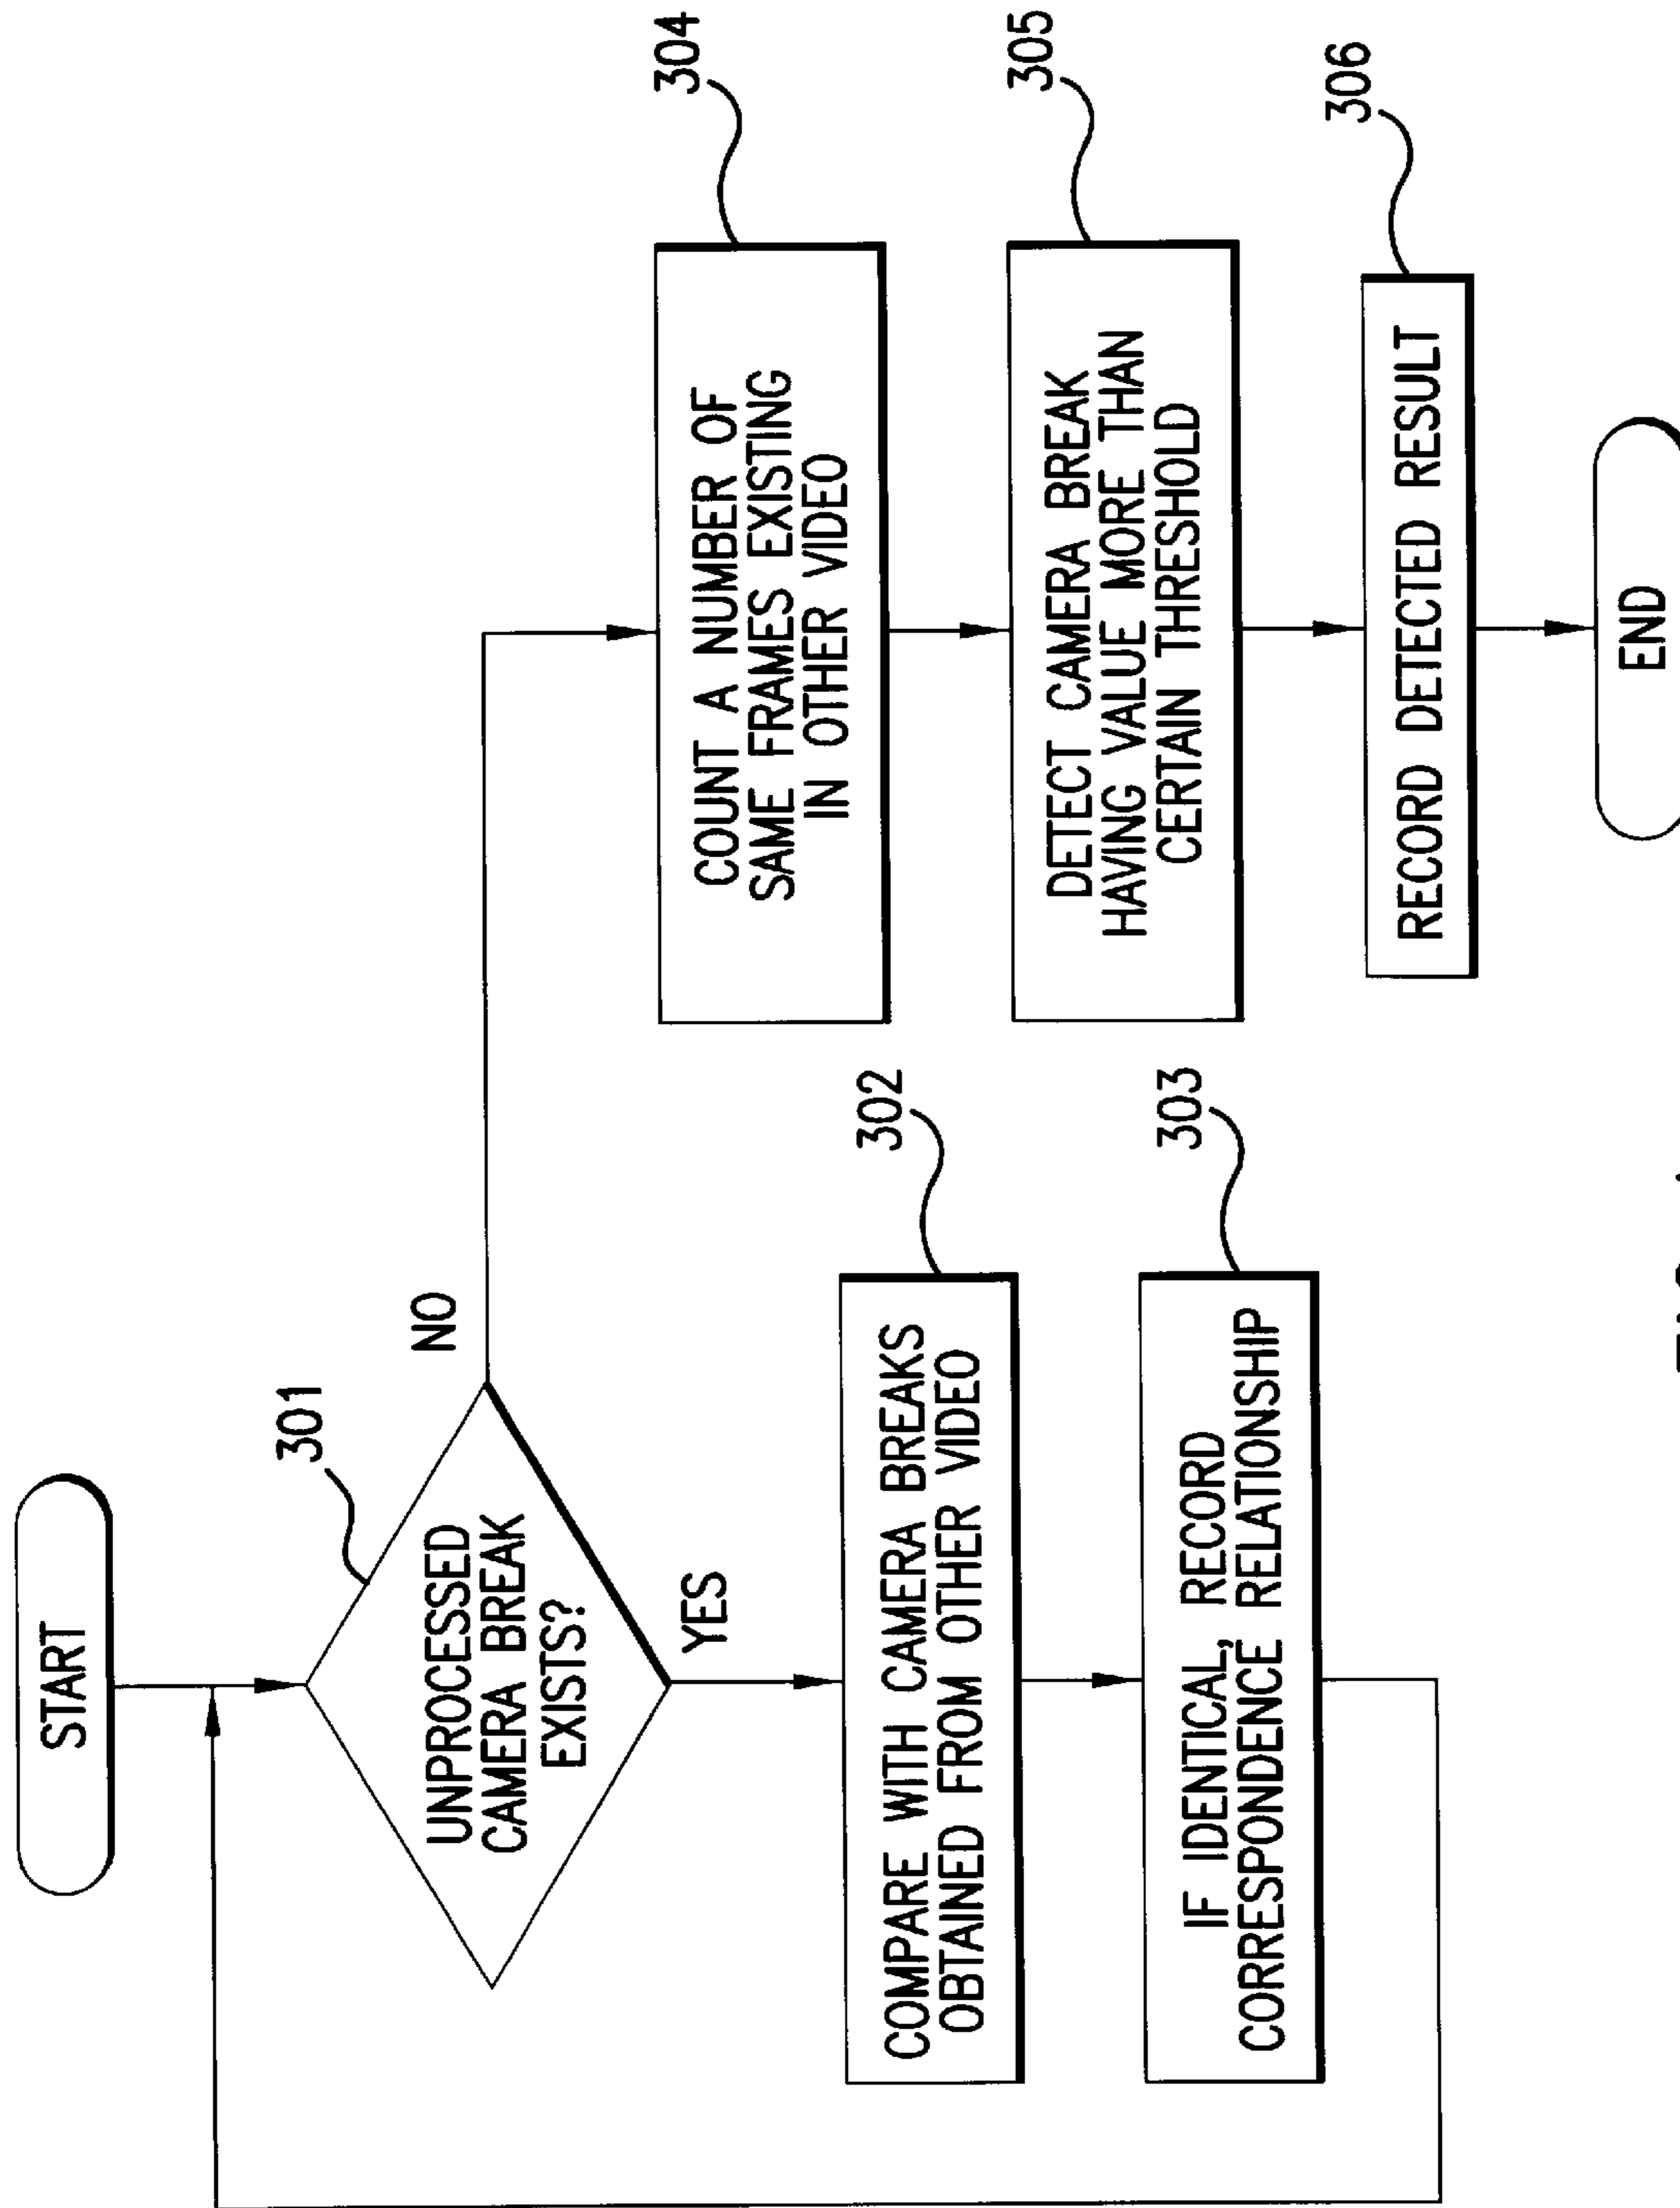 START
301
UNPROCESSED
CAMERA BREAK
EXISTS?
NO
YES
302
COMPARE WITH CAMERA BREAKS
OBTAINED FROM OTHER VIDEO
303
IF IDENTICAL, RECORD
CORRESPONDENCE RELATIONSHIP
304
COUNT A NUMBER OF
SAME FRAMES EXISTING
IN OTHER VIDEO
305
DETECT CAMERA BREAK
HAVING VALUE MORE THAN
CERTAIN THRESHOLD
306
RECORD DETECTED RESULT
END